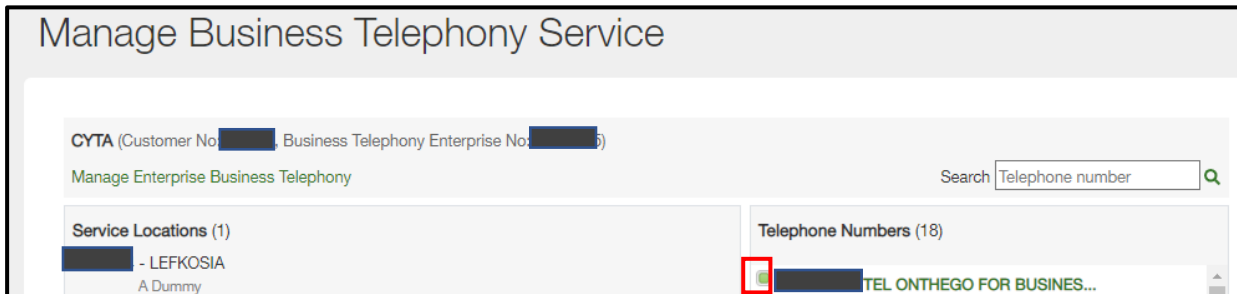 Manage Business Telephony Service
CYTA (Customer No: , Business Telephony Enterprise No: 5)
Manage Enterprise Business Telephony
Search Telephone number
Service Locations (1)
Telephone Numbers (18)
- LEFKOSIA
A Dummy
TEL ONTHEGO FOR BUSINES...